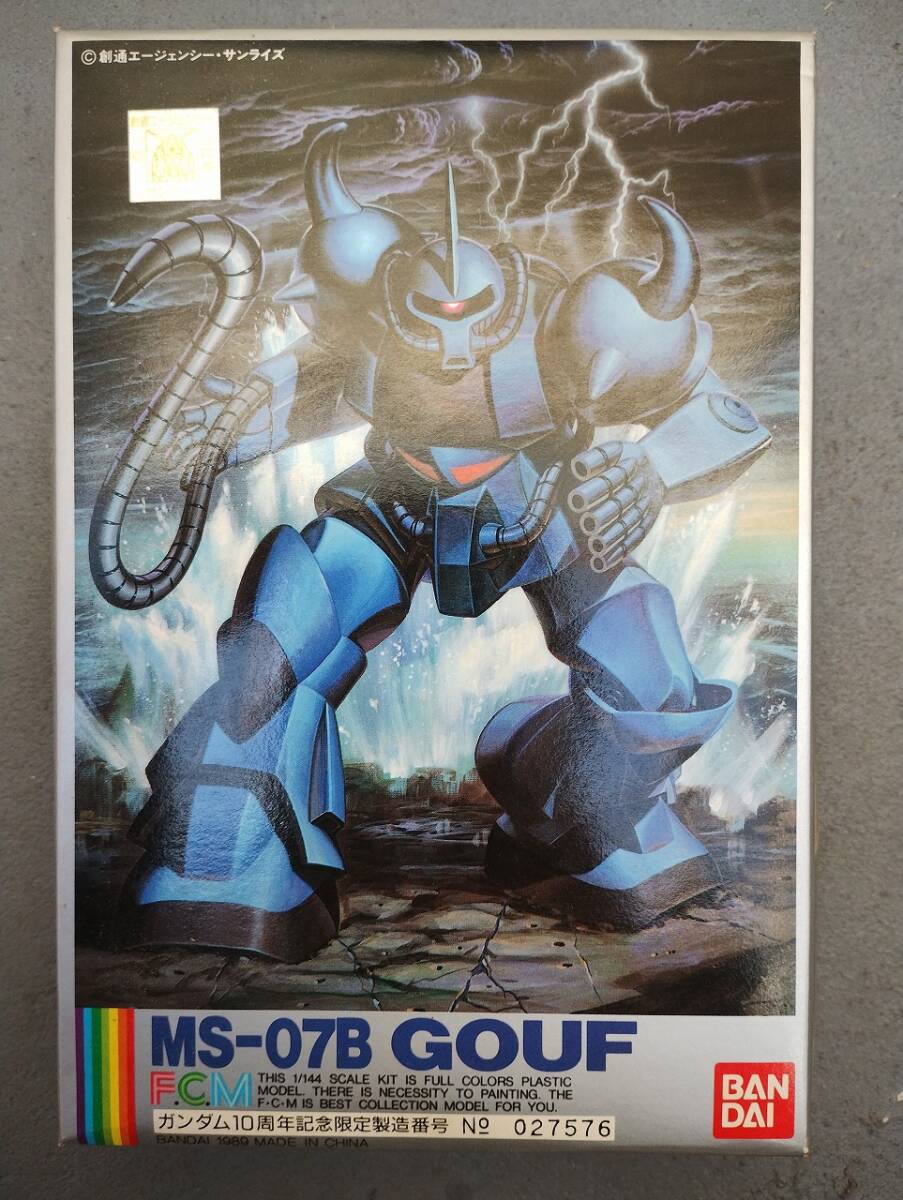 ©創通エージェンシー・サンライズ
MS-07B GOUF
F.C.M
THIS 1/144 SCALE KIT IS FULL COLORS PLASTIC
MODEL. THERE IS NECESSITY TO PAINTING. THE
F・C・M IS BEST COLLECTION MODEL FOR YOU.
ガンダム10周年記念限定製造番号 № 027576
BANDAI 1989 MADE IN CHINA
BAN
DAI